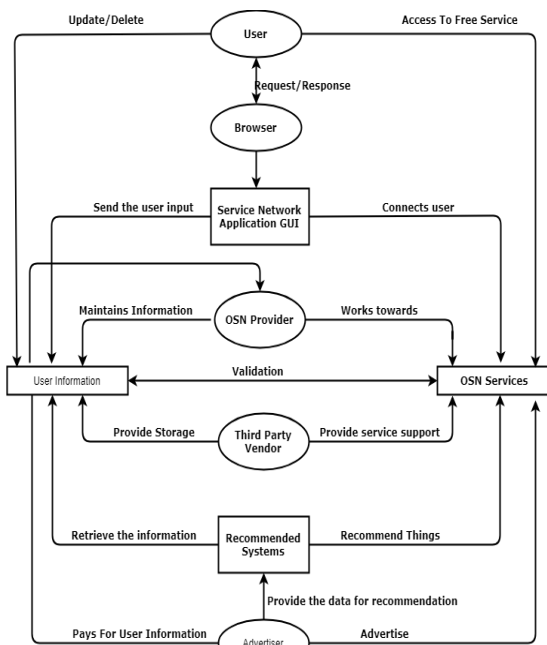 Update/Delete
User
Access To Free Service
Request/Response
Browser
Send the user input
Service Network
Application GUI
Connects user
Maintains Information
OSN Provider
Works towards
User Information
Validation
OSN Services
Provide Storage
Third Party
Vendor
Provide service support
Retrieve the information
Recommended
Systems
Recommend Things
Provide the data for recommendation
Pays For User Information
Advertiser
Advertise